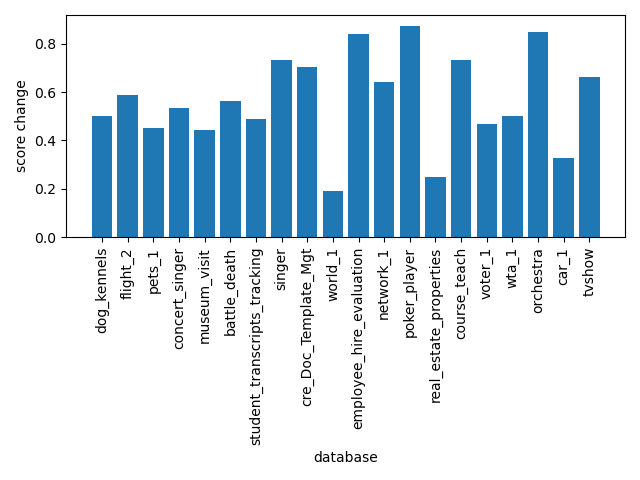 score change
0.8
0.6
0.4
0.2
0.0
dog_kennels
flight_2
pets_1
concert_singer
museum_visit
battle_death
student_transcripts_tracking
singer
cre_Doc_Template_Mgt
world_1
employee_hire_evaluation
network_1
poker_player
real_estate_properties
course_teach
voter_1
wta_1
orchestra
car_1
tvshow
database